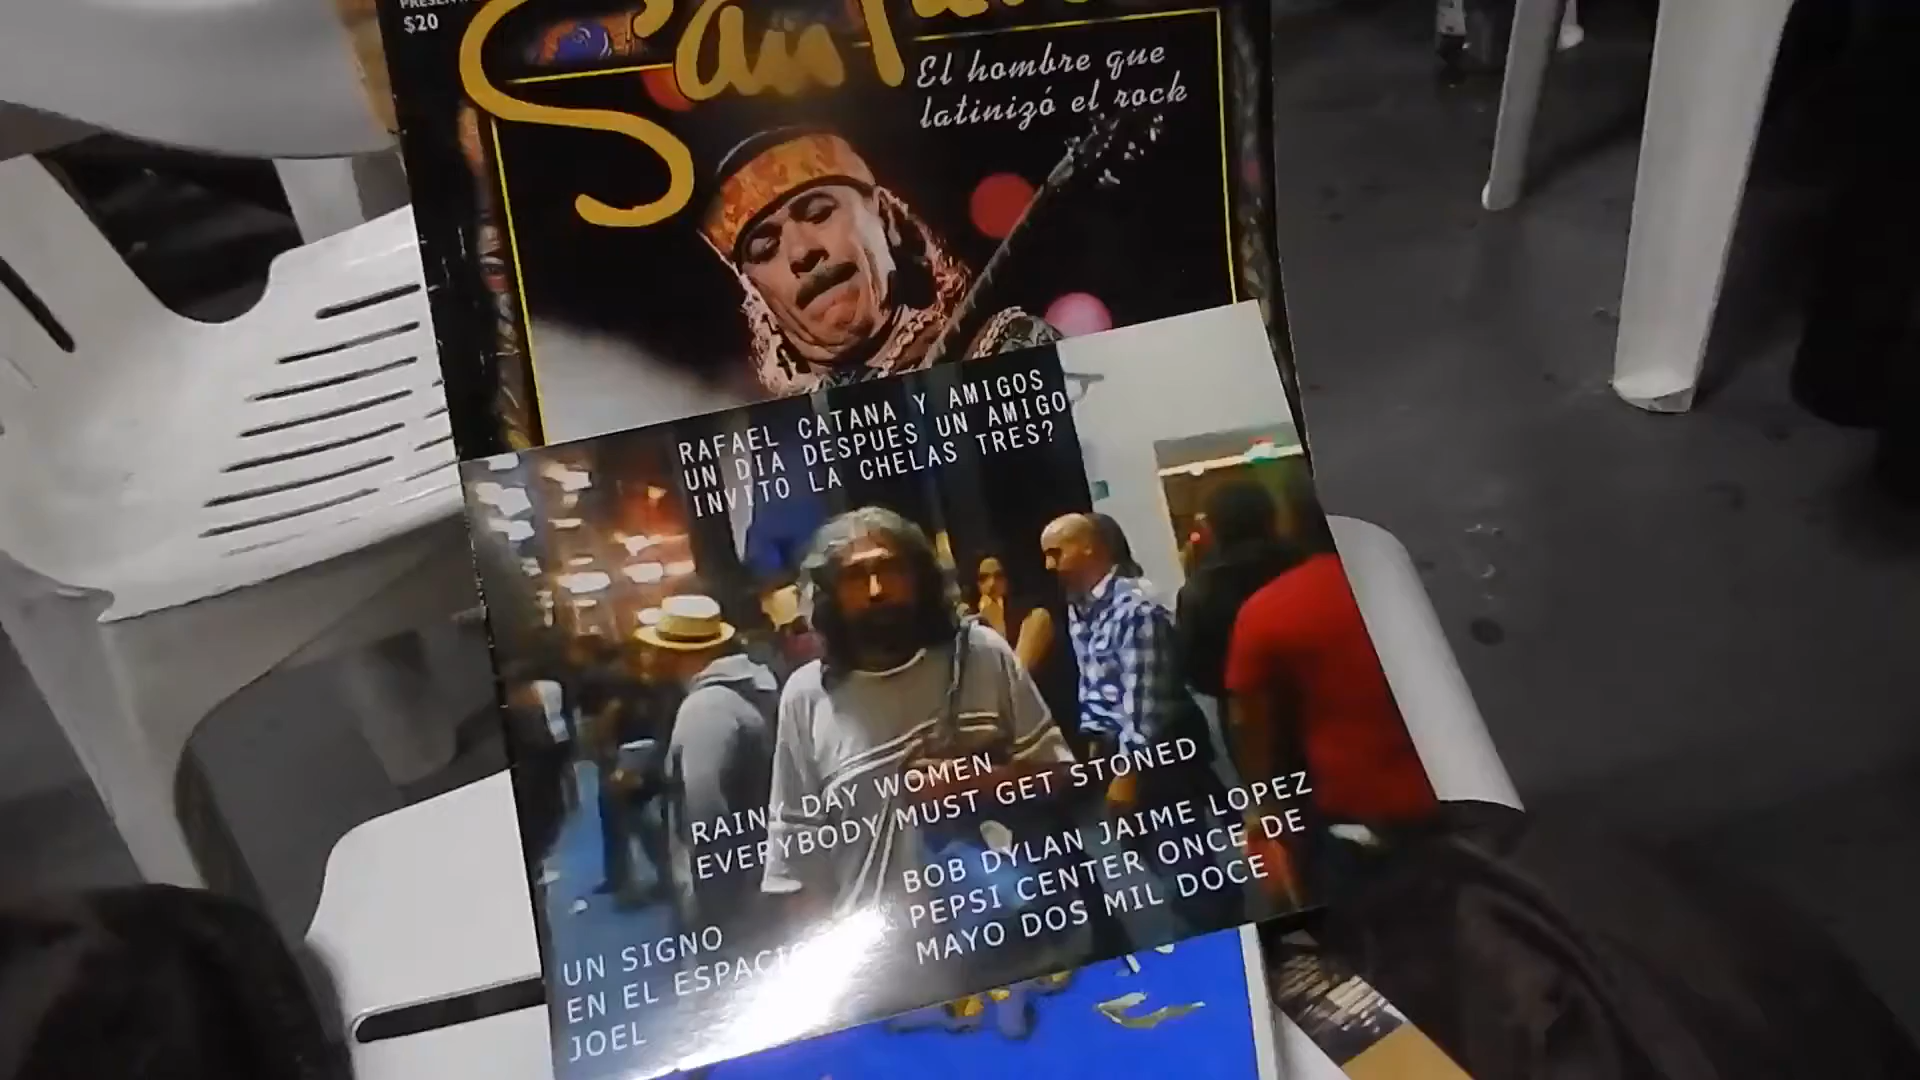 $20
El hombre que
latinizó el rock
RAFAEL CATANA Y AMIGOS
UN DIA DESPUES UN AMIGO
INVITO LA CHELAS TRES?
RAINY DAY WOMEN
EVERYBODY MUST GET STONED
BOB DYLAN JAIME LOPEZ
PEPSI CENTER ONCE DE
MAYO DOS MIL DOCE
UN SIGNO
EN EL ESPACIO
JOEL